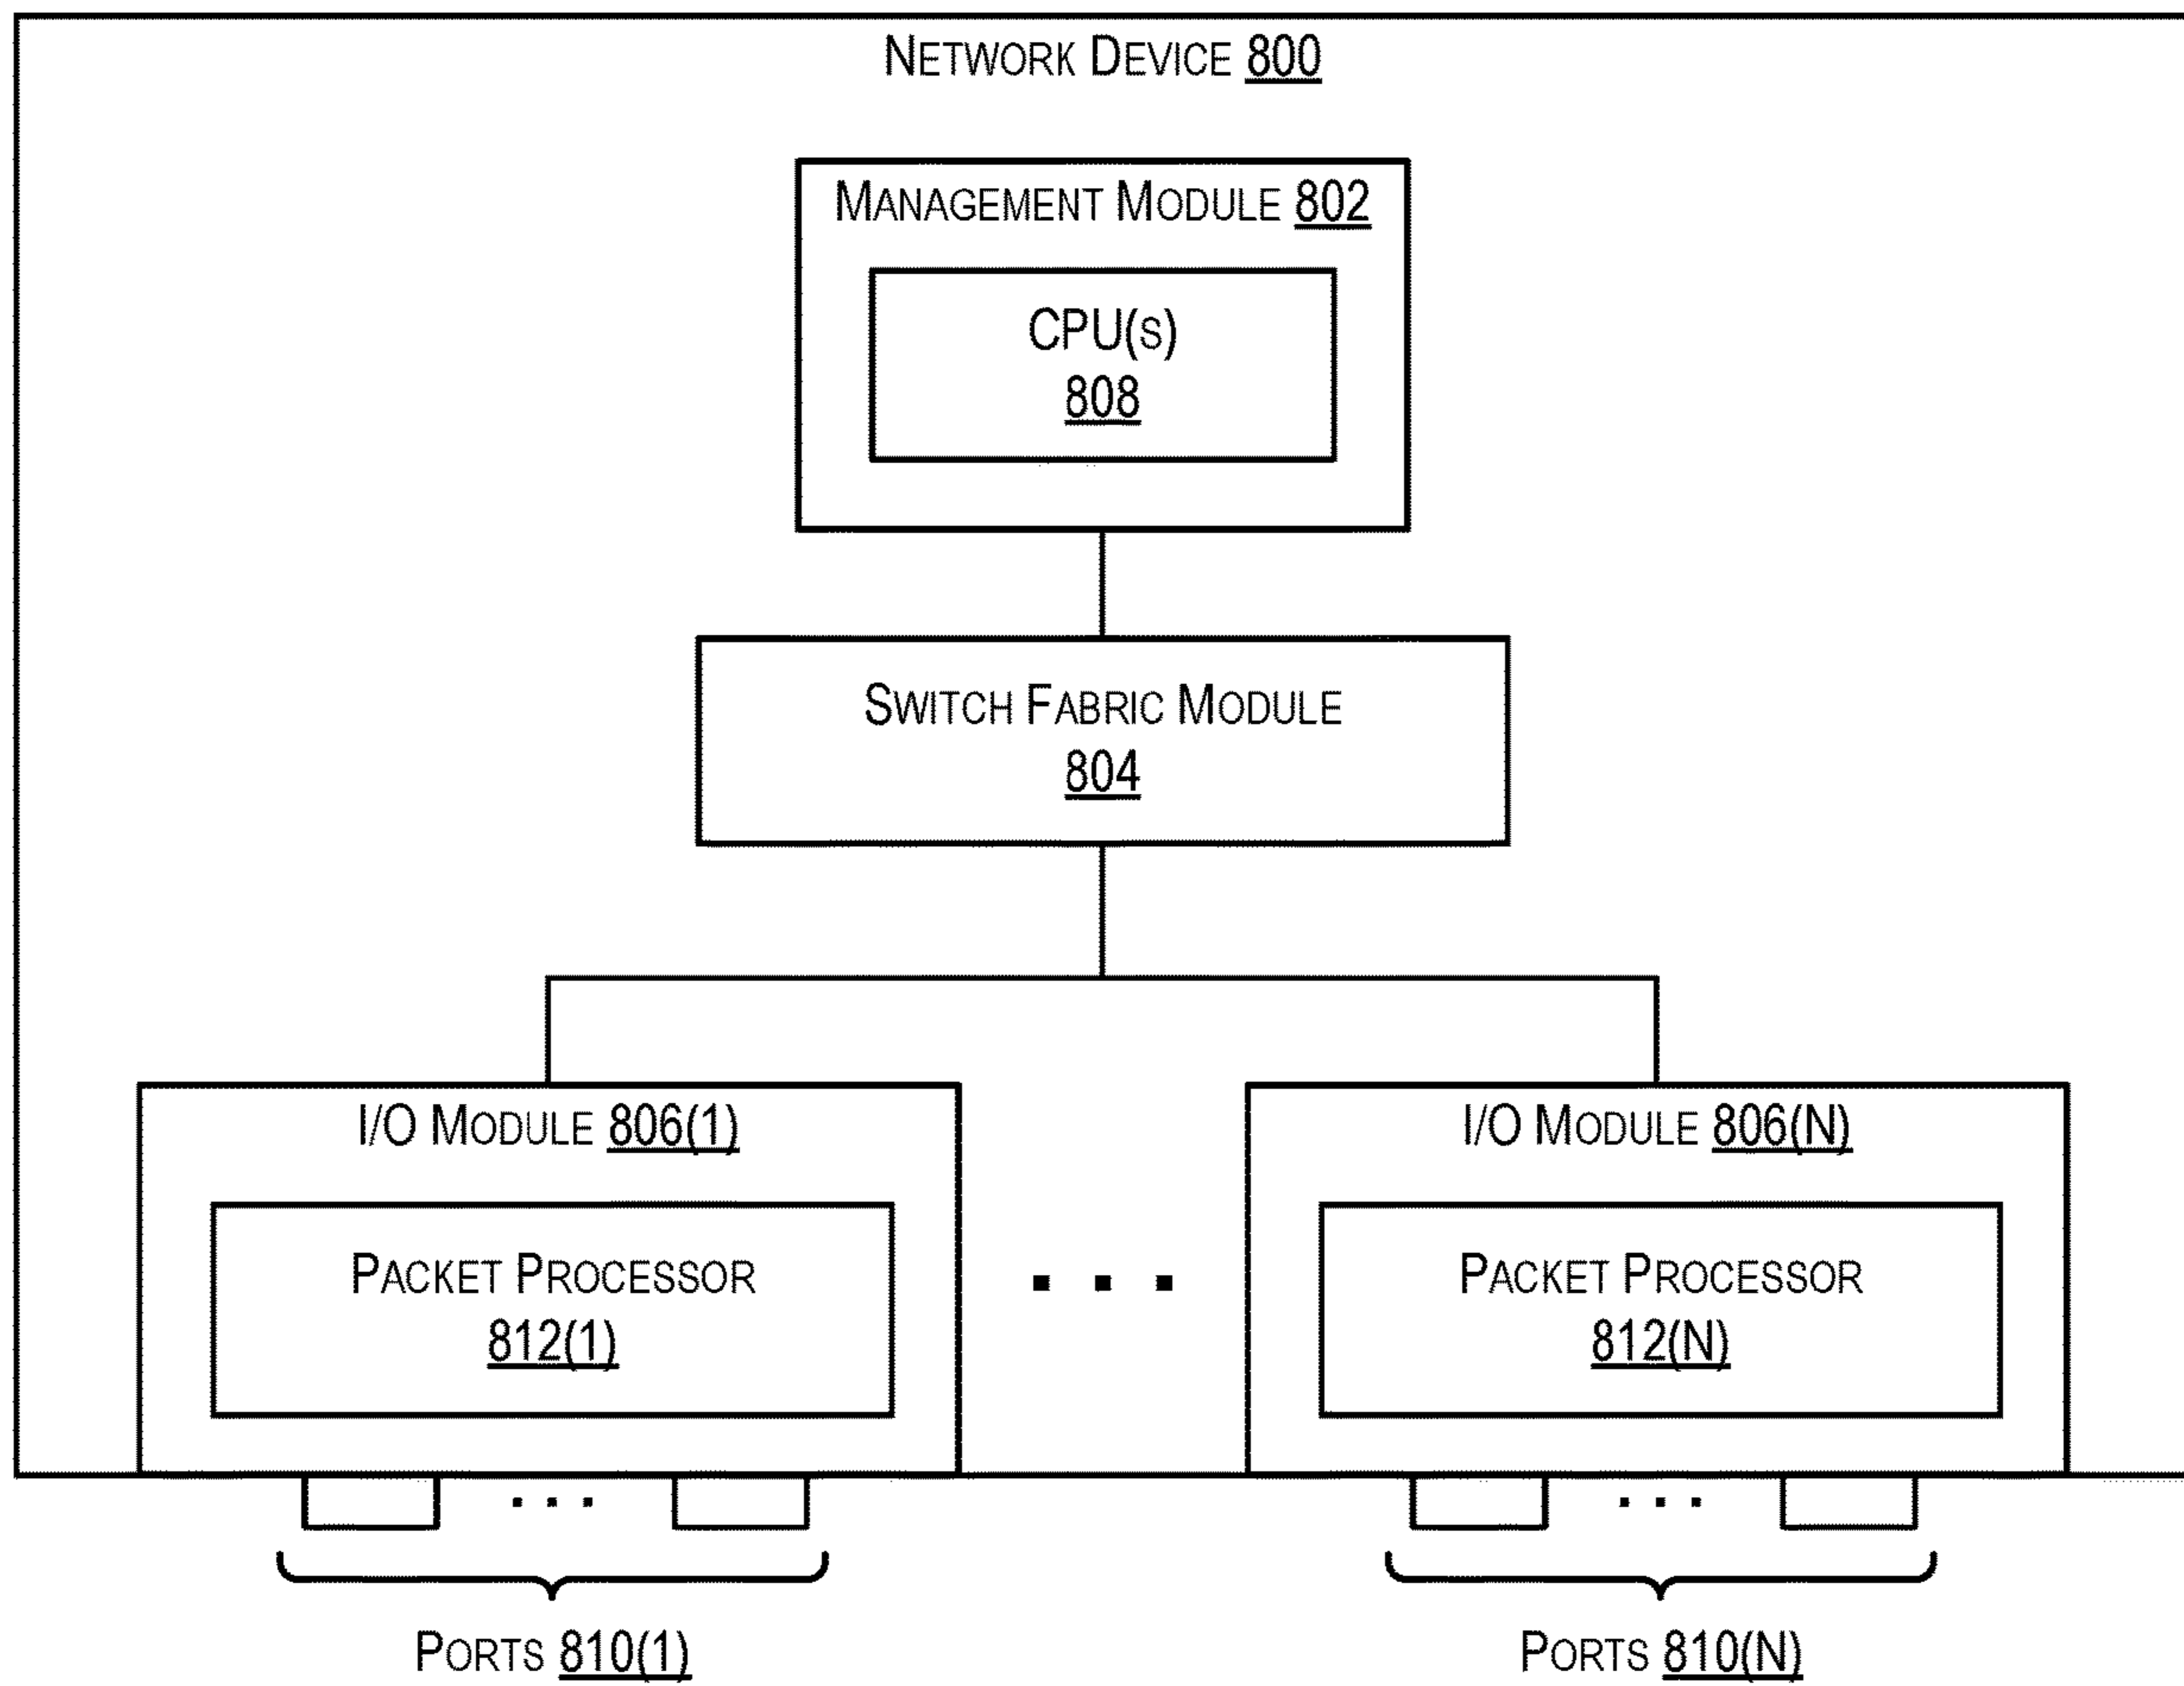 NETWORK DEVICE 800
MANAGEMENT MODULE 802
CPU(S)
808
SWITCH FABRIC MODULE
804
I/O MODULE 806(1)
I/O MODULE 806(N)
PACKET PROCESSOR
812(1)
. . .
PACKET PROCESSOR
812(N)
. . .
. . .
PORTS 810(1)
PORTS 810(N)